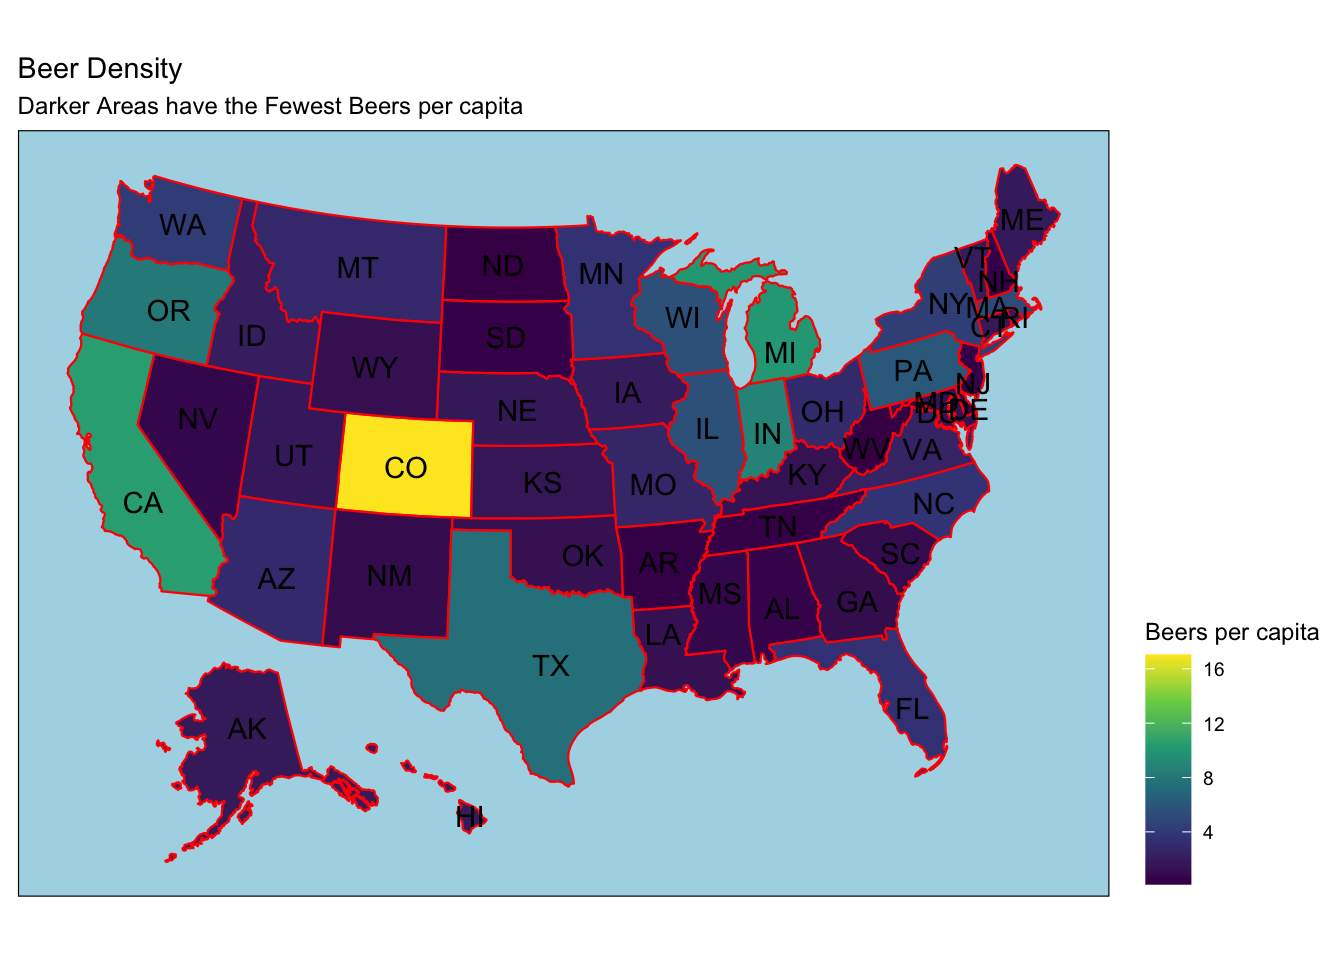 Beer Density
Darker Areas have the Fewest Beers per capita
ME
WA
VT
MT
ND
MN
NH
NY
MA
OR
WI
RI
CT
ID
SD
MI
WY
PA
NJ
IA
NE
MD
DE
OH
DC
NV
IL
IN
WV
VA
UT
CO
KY
KS
MO
CA
NC
TN
OK
SC
AR
AZ
NM
MS
GA
AL
LA
Beers per capita
TX
16
FL
12
AK
8
HI
4